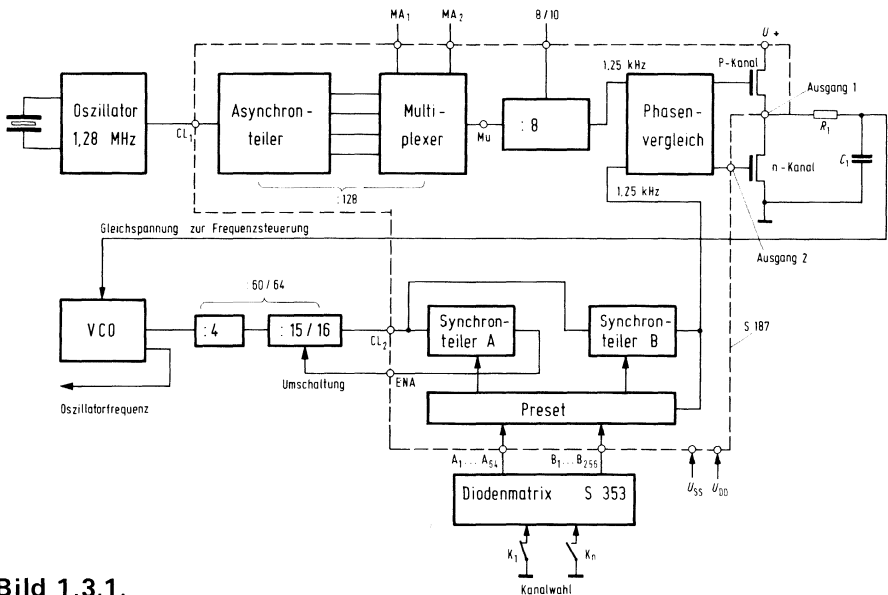 MA1
MA2
8/10
U +
1,25 kHz
P-Kanal
Oszillator
1,28 MHz
CL1
Asynchron-
teiler
Multi-
plexer
Mu
: 8
Phasen-
vergleich
Ausgang 1
R1
C1
n-Kanal
: 128
1,25 kHz
Gleichspannung zur Frequenzsteuerung
Ausgang 2
: 60 / 64
VCO
: 4
: 15 / 16
CL2
Synchron-
teiler A
Synchron-
teiler B
S 187
Umschaltung
ENA
Oszillatorfrequenz
Preset
A1...A64
B1...B256
USS
UDD
Diodenmatrix S 353
K1
Kn
Kanalwahl
Bild 1.3.1.